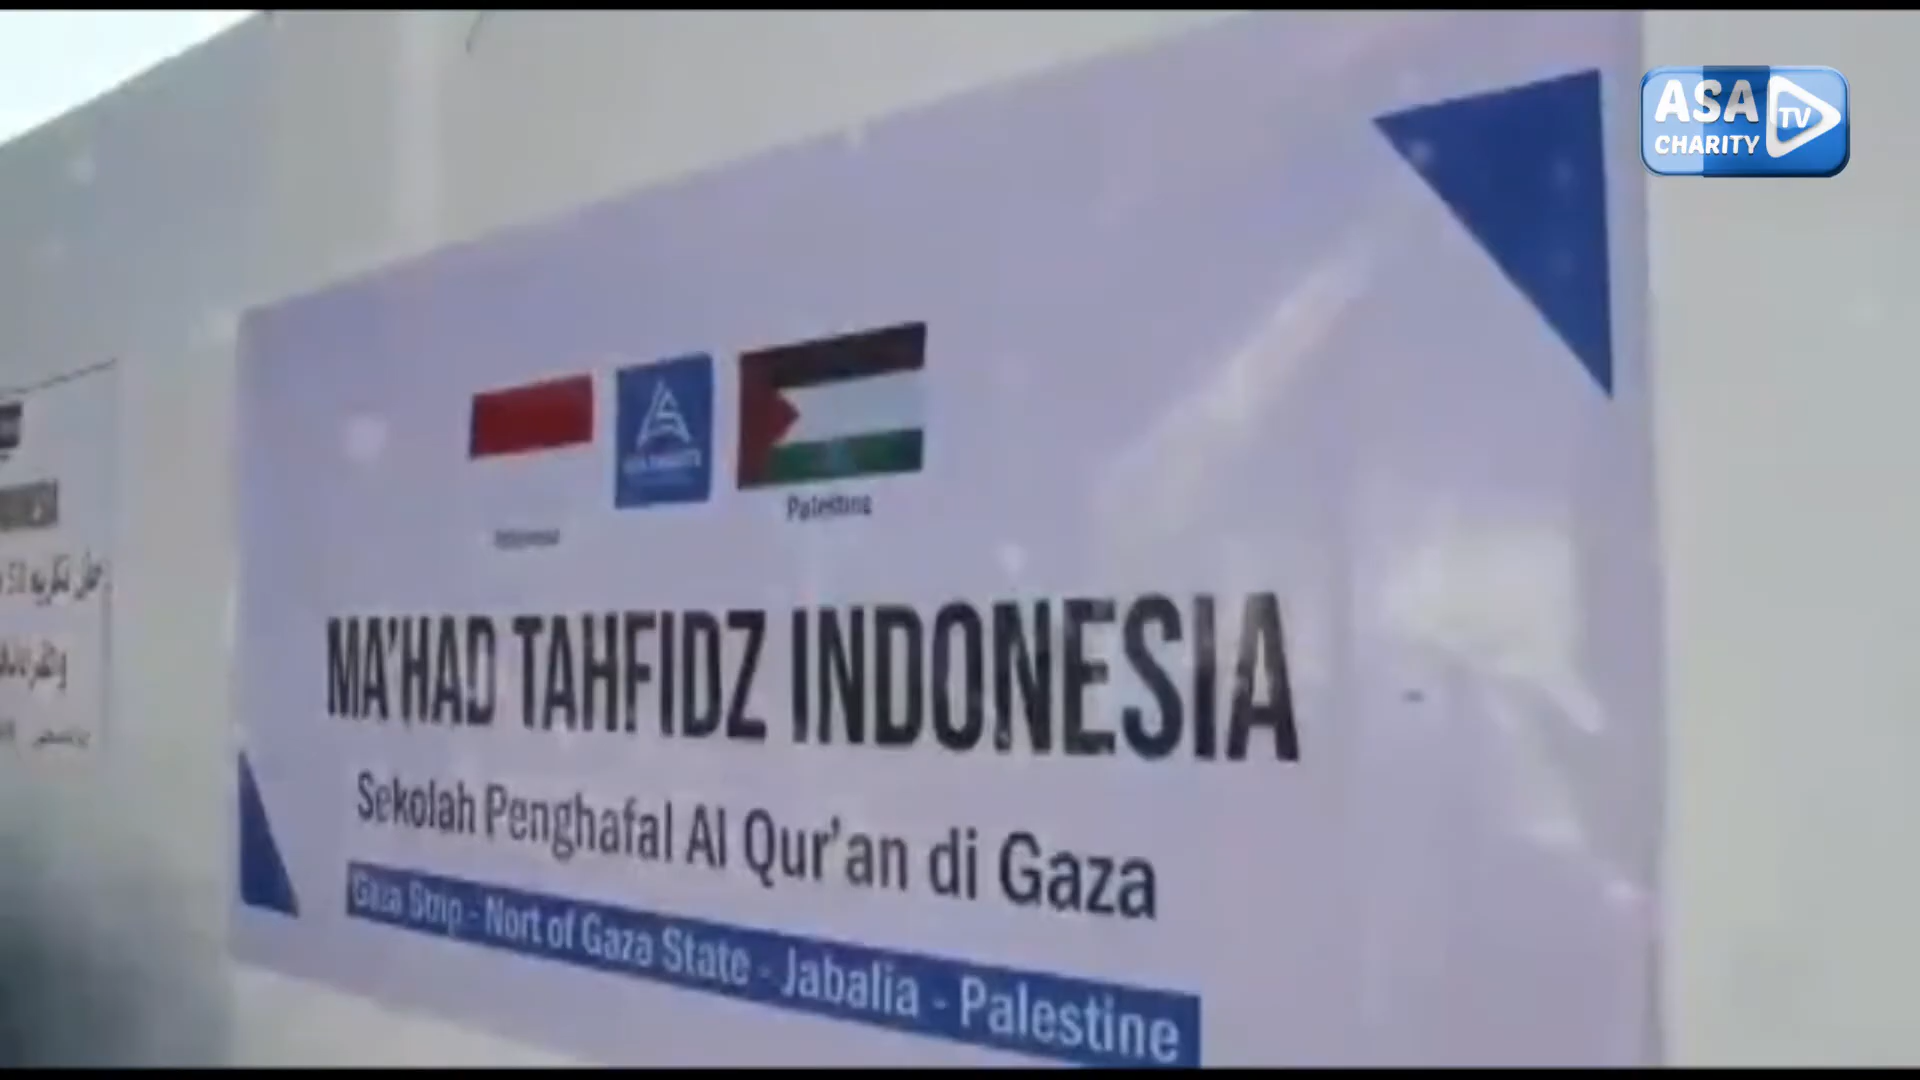 ASA TV
CHARITY
Palestine
MA'HAD TAHFIDZ INDONESIA
Sekolah Penghafal Al Qur'an di Gaza
Gaza Strip - Nort of Gaza State - Jabalia - Palestine